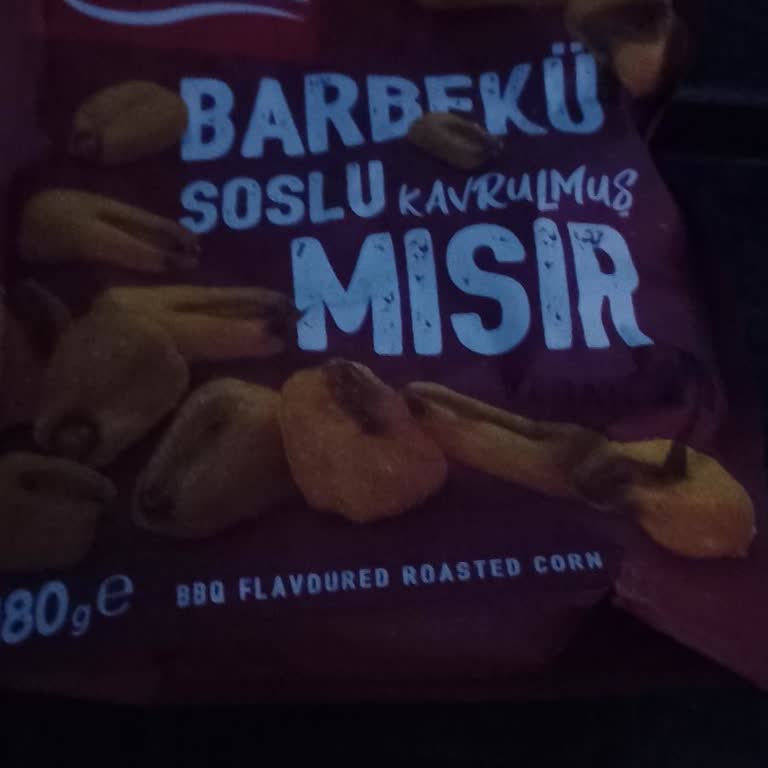 BARBEKÜ
SOSLU KAVRULMUŞ
MISIR
80g e
BBQ FLAVOURED ROASTED CORN